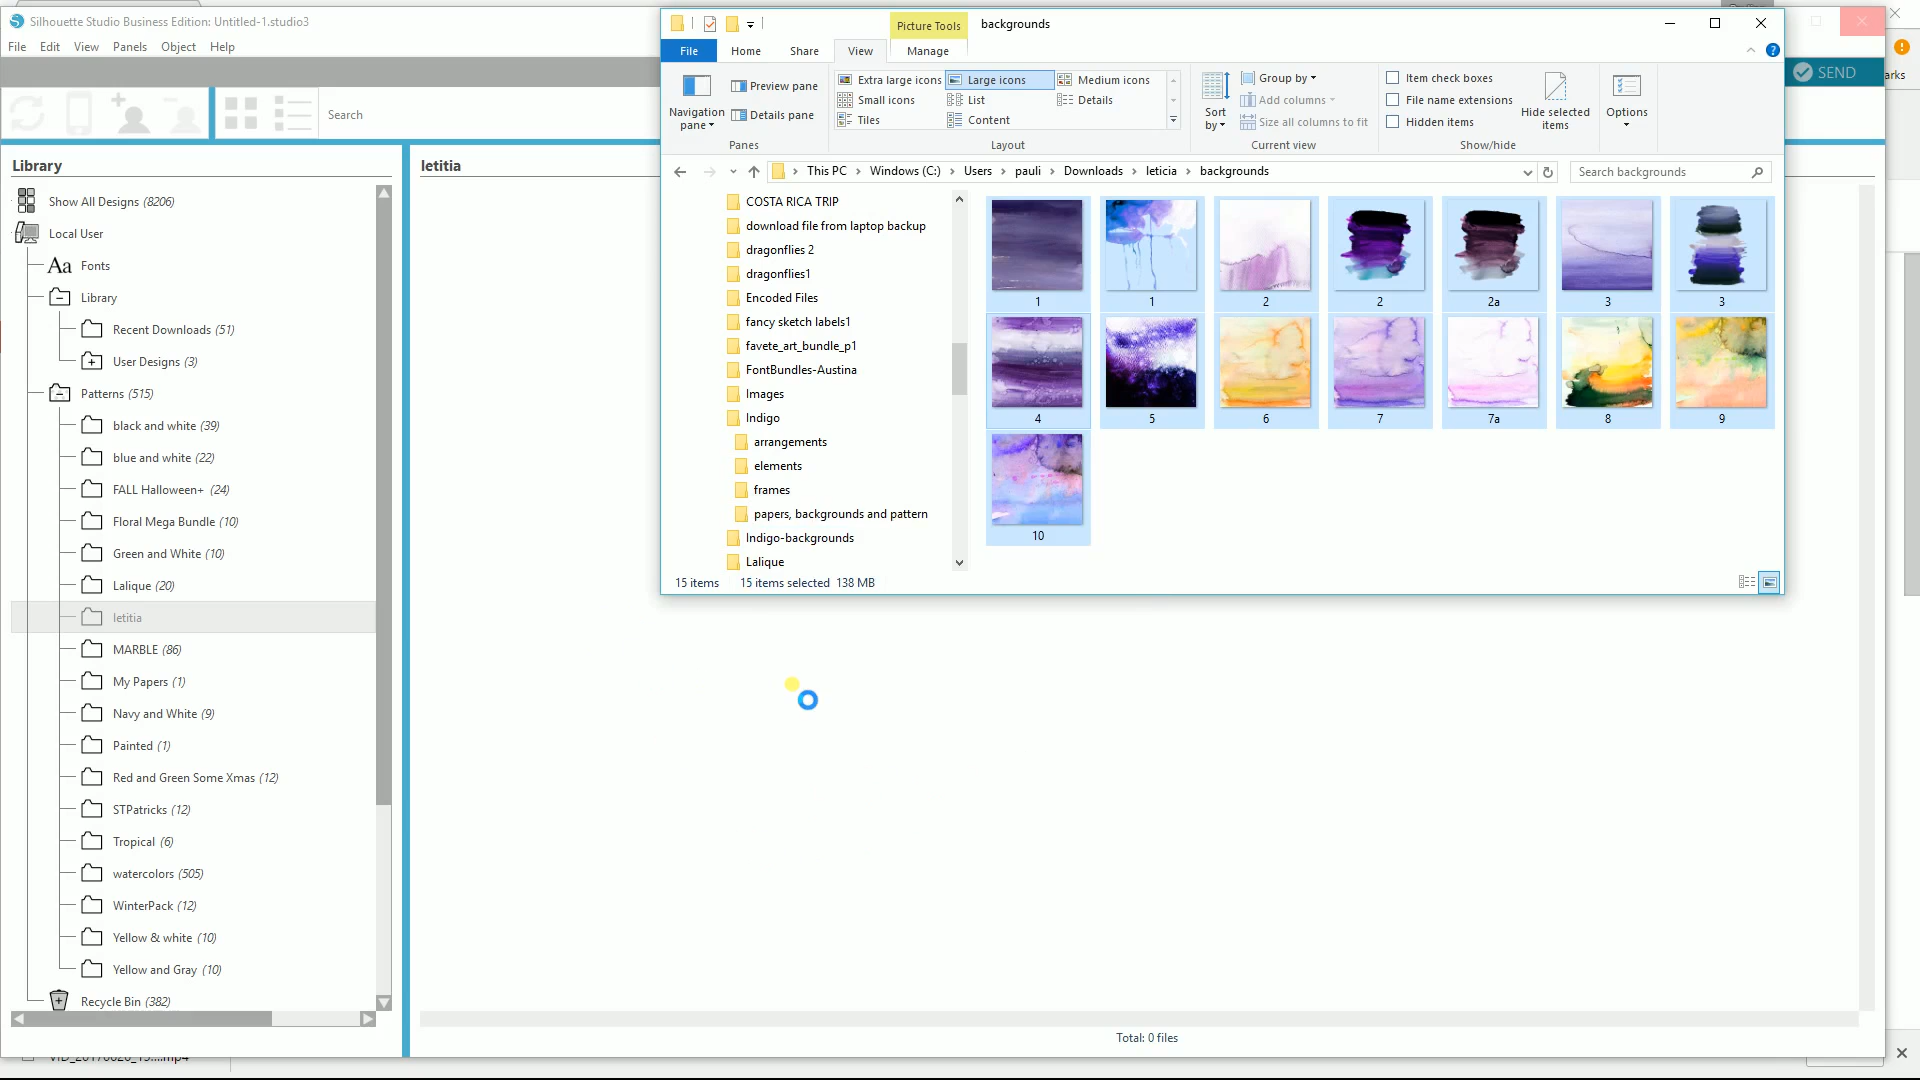 Silhouette Studio Business Edition: Untitled-1.studio3
File Edit View Panels Object Help
Search
SEND
Library
letitia
Show All Designs (8206)
Local User
Aa Fonts
Library
Recent Downloads (51)
User Designs (3)
Patterns (515)
black and white (39)
blue and white (22)
FALL Halloween+ (24)
Floral Mega Bundle (10)
Green and White (10)
Lalique (20)
letitia
MARBLE (86)
My Papers (1)
Navy and White (9)
Painted (1)
Red and Green Some Xmas (12)
STPatricks (12)
Tropical (6)
watercolors (505)
WinterPack (12)
Yellow & white (10)
Yellow and Gray (10)
Recycle Bin (382)
Total: 0 files
Picture Tools
backgrounds
File Home Share View Manage
Navigation pane
Preview pane
Details pane
Panes
Extra large icons Large icons Medium icons
Small icons List Details
Tiles Content
Layout
Sort by
Group by
Add columns
Size all columns to fit
Current view
Item check boxes
File name extensions
Hidden items
Hide selected items
Show/hide
Options
This PC Windows (C:) Users pauli Downloads leticia backgrounds
Search backgrounds
COSTA RICA TRIP
download file from laptop backup
dragonflies 2
dragonflies1
Encoded Files
fancy sketch labels1
favete_art_bundle_p1
FontBundles-Austina
Images
Indigo
arrangements
elements
frames
papers, backgrounds and pattern
Indigo-backgrounds
Lalique
1 1 2 2 2a 3 3
4 5 6 7 7a 8 9
10
15 items 15 items selected 138 MB